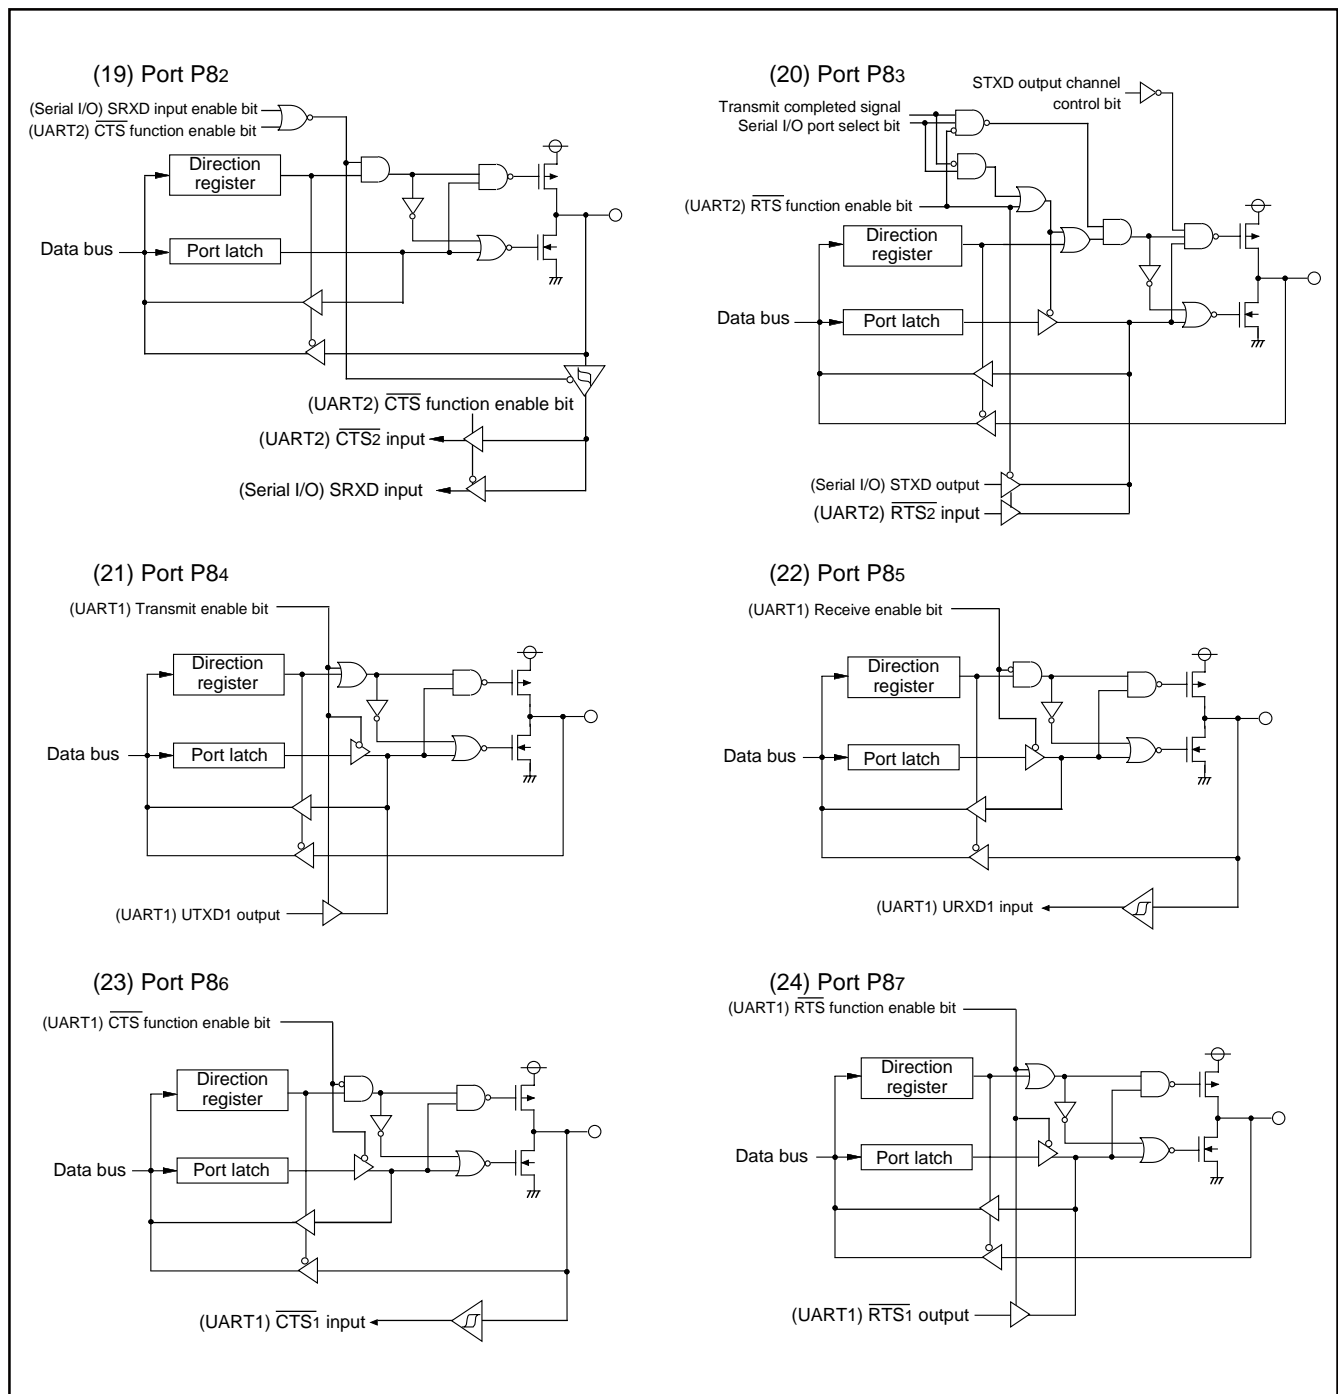 (19) Port P82
(Serial I/O) SRXD input enable bit
(UART2) CTS function enable bit
Direction
register
Data bus
Port latch
(UART2) CTS function enable bit
(UART2) CTS2 input
(Serial I/O) SRXD input
(20) Port P83
STXD output channel
control bit
Transmit completed signal
Serial I/O port select bit
(UART2) RTS function enable bit
Direction
register
Data bus
Port latch
(Serial I/O) STXD output
(UART2) RTS2 input
(21) Port P84
(UART1) Transmit enable bit
Direction
register
Data bus
Port latch
(UART1) UTXD1 output
(22) Port P85
(UART1) Receive enable bit
Direction
register
Data bus
Port latch
(UART1) URXD1 input
(23) Port P86
(UART1) CTS function enable bit
Direction
register
Data bus
Port latch
(UART1) CTS1 input
(24) Port P87
(UART1) RTS function enable bit
Direction
register
Data bus
Port latch
(UART1) RTS1 output